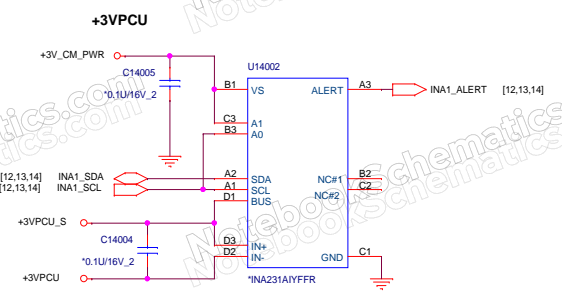 +3VPCU
+3V_CM_PWR
C14005
*0.1U/16V_2
U14002
B1 VS
ALERT A3
INA1_ALERT [12,13,14]
C3 A1
B3 A0
[12,13,14] INA1_SDA A2 SDA
[12,13,14] INA1_SCL A1 SCL
D1 BUS
NC#1 B2
NC#2 C2
+3VPCU_S
C14004
*0.1U/16V_2
D3 IN+
D2 IN-
GND C1
+3VPCU
*INA231AIYFFR
NotebookSchematics
NotebookSchematics